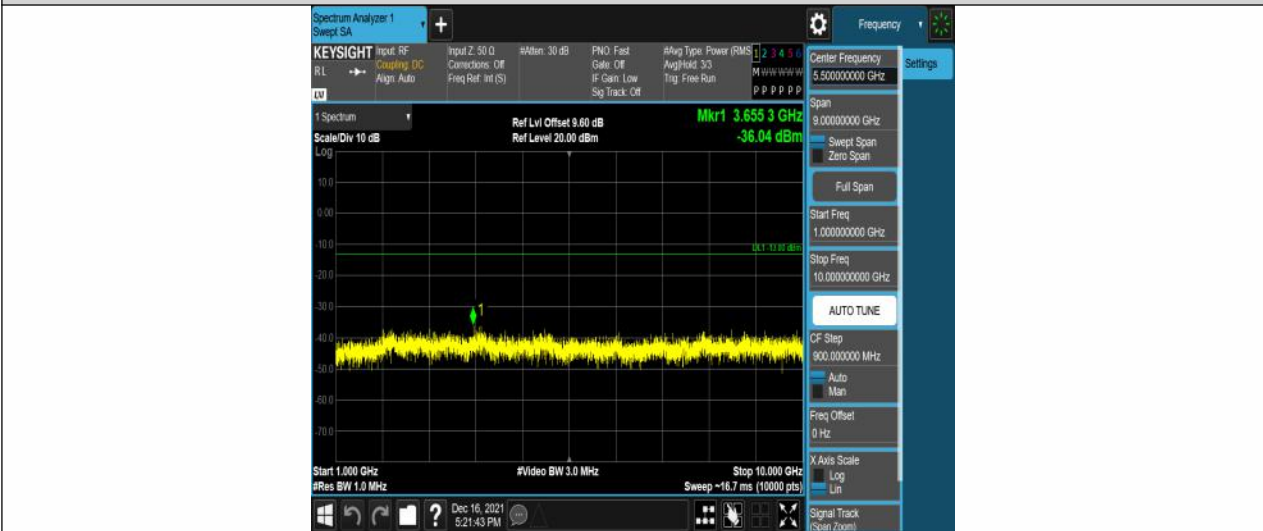 Spectrum Analyzer 1
Swept SA
+
Frequency
KEYSIGHT
Input: RF
Coupling: DC
Align: Auto
RL
LXI
Input Z: 50 Ω
Corrections: Off
Freq Ref: Int (S)
#Atten: 30 dB
PNO: Fast
Gate: Off
IF Gain: Low
Sig Track: Off
#Avg Type: Power (RMS
Avg|Hold: 3/3
Trig: Free Run
1 2 3 4 5 6
M W W W W W
P P P P P P
1 Spectrum
Scale/Div 10 dB
Ref Lvl Offset 9.60 dB
Ref Level 20.00 dBm
Mkr1 3.655 3 GHz
-36.04 dBm
Log
10.0
0.00
-10.0
DL1 -13.00 dBm
-20.0
-30.0
1
-40.0
-50.0
-60.0
-70.0
Start 1.000 GHz
#Res BW 1.0 MHz
#Video BW 3.0 MHz
Stop 10.000 GHz
Sweep ~16.7 ms (10000 pts)
?
Dec 16, 2021
5:21:43 PM
Center Frequency
5.500000000 GHz
Settings
Span
9.00000000 GHz
Swept Span
Zero Span
Full Span
Start Freq
1.000000000 GHz
Stop Freq
10.000000000 GHz
AUTO TUNE
CF Step
900.000000 MHz
Auto
Man
Freq Offset
0 Hz
X Axis Scale
Log
Lin
Signal Track
(Span Zoom)